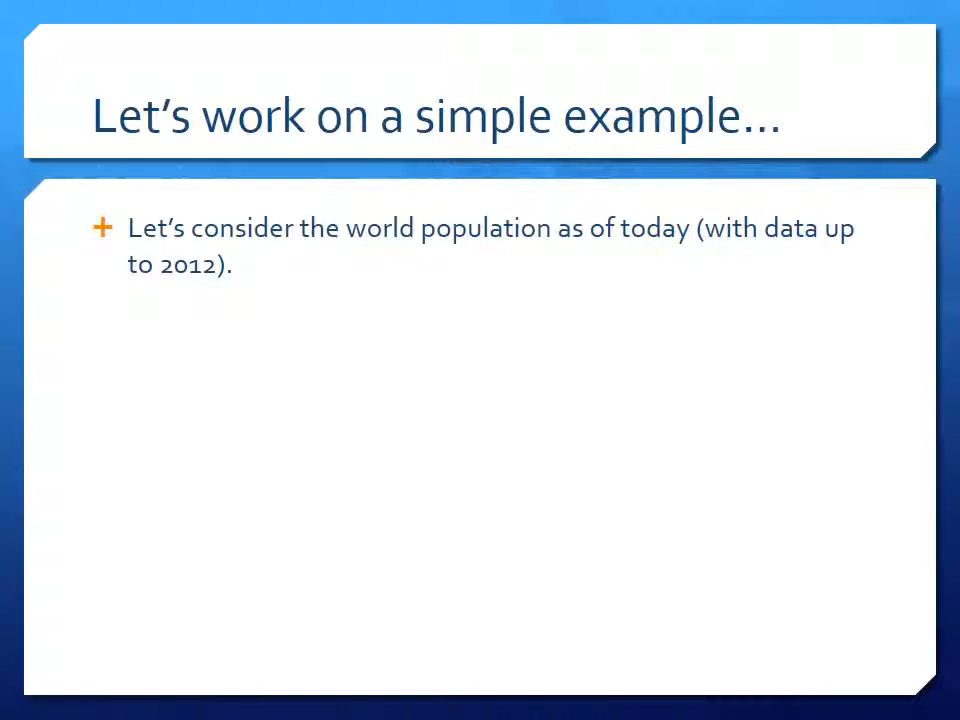 Let’s work on a simple example…
Let’s consider the world population as of today (with data up
to 2012).